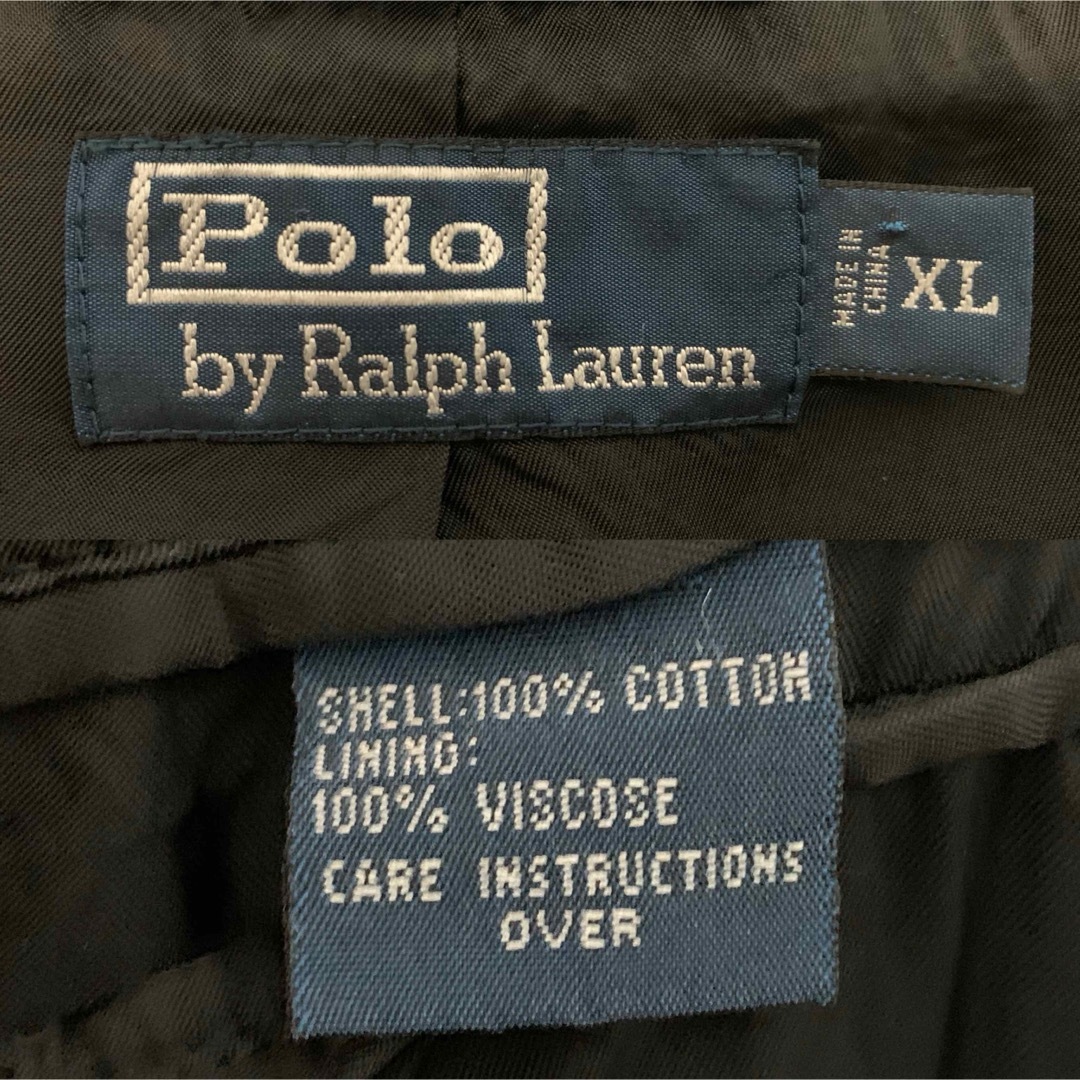 Polo
by Ralph Lauren
MADE IN
CHINA
XL
SHELL:100% COTTON
LINING:
100% VISCOSE
CARE INSTRUCTIONS
OVER